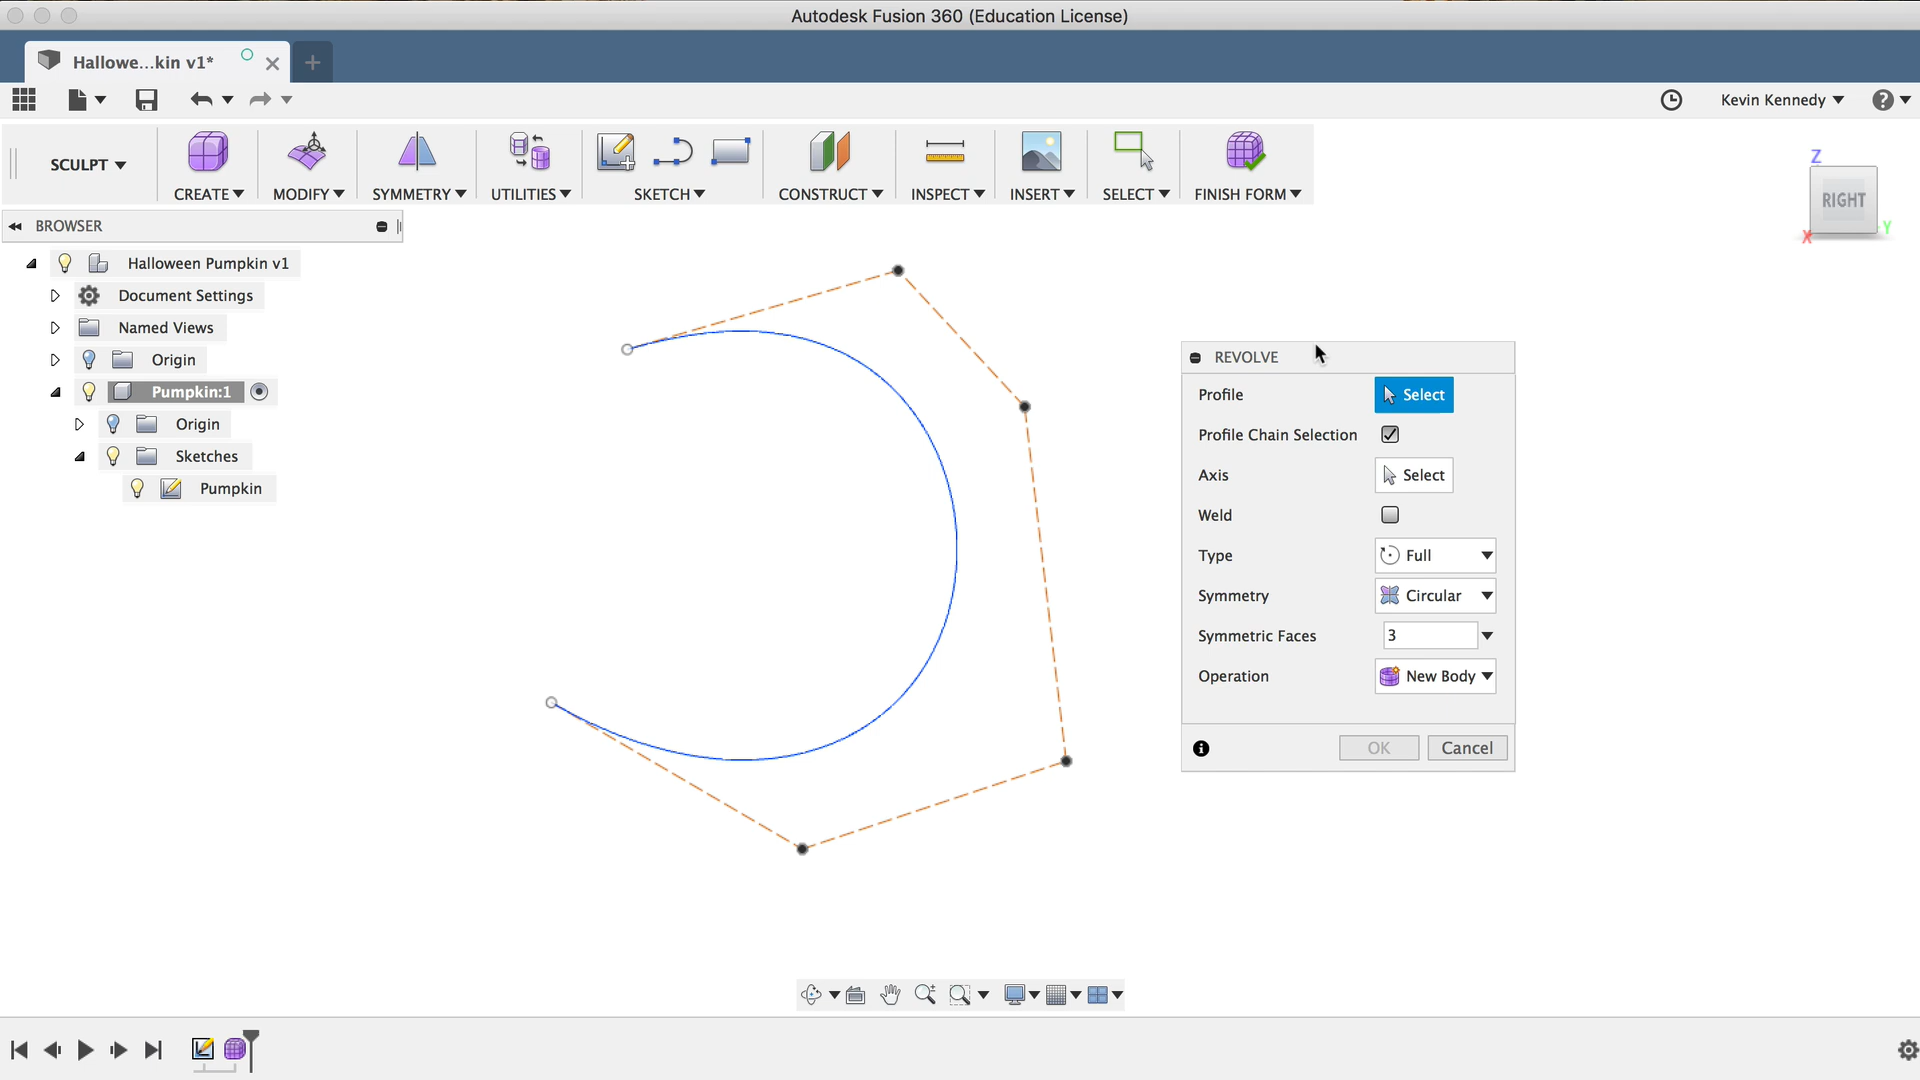 Autodesk Fusion 360 (Education License)
Hallowe...kin v1*
Kevin Kennedy
SCULPT
CREATE
MODIFY
SYMMETRY
UTILITIES
SKETCH
CONSTRUCT
INSPECT
INSERT
SELECT
FINISH FORM
Z
RIGHT
X
Y
BROWSER
Halloween Pumpkin v1
Document Settings
Named Views
Origin
Pumpkin:1
Origin
Sketches
Pumpkin
REVOLVE
Profile Select
Profile Chain Selection
Axis Select
Weld
Type Full
Symmetry Circular
Symmetric Faces 3
Operation New Body
OK Cancel